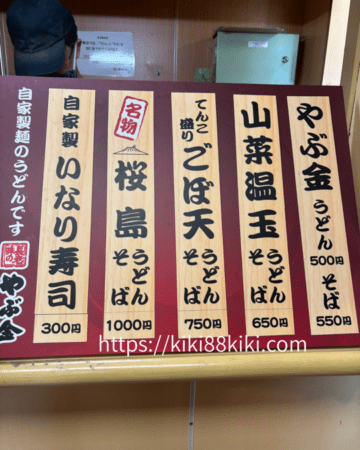 やぶ金
うどん
500円
そば
550円
山菜温玉
うどん
そば
650円
てんこ盛り
ごぼ天
うどん
そば
750円
名物
桜島
うどん
そば
1000円
自家製
いなり寿司
300円
自家製麺のうどんです
やぶ金
https://kiki88kiki.com